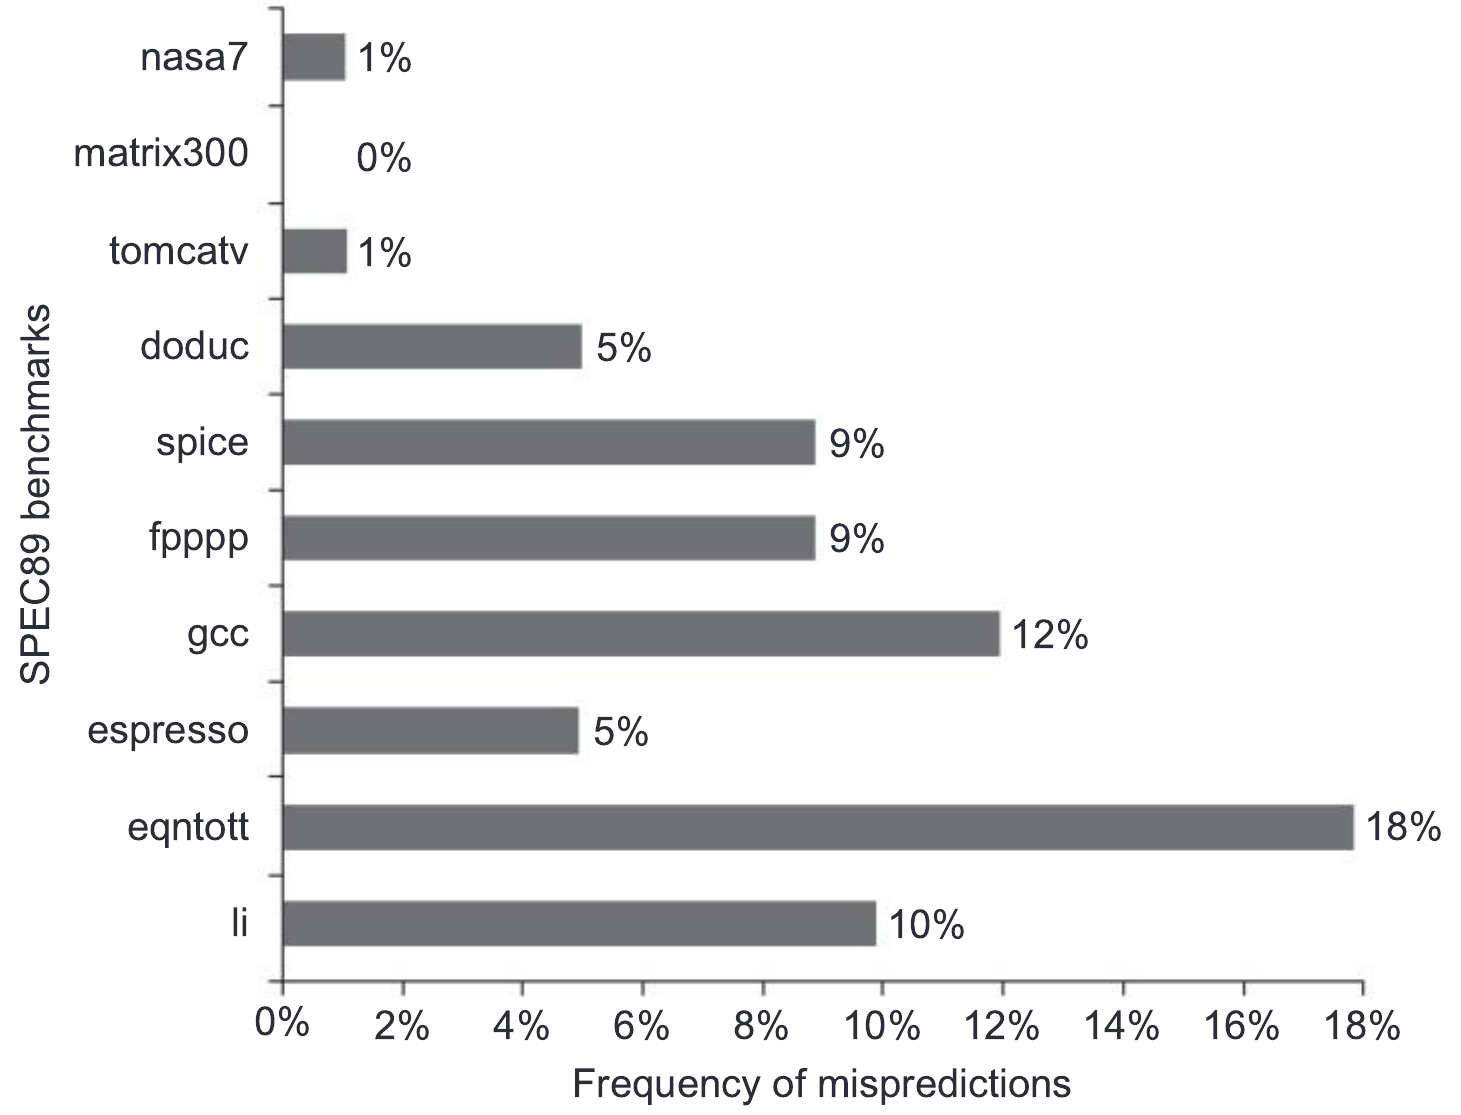 nasa7 1%
matrix300 0%
tomcatv 1%
doduc 5%
spice 9%
fpppp 9%
gcc 12%
espresso 5%
eqntott 18%
li 10%
SPEC89 benchmarks
0% 2% 4% 6% 8% 10% 12% 14% 16% 18%
Frequency of mispredictions